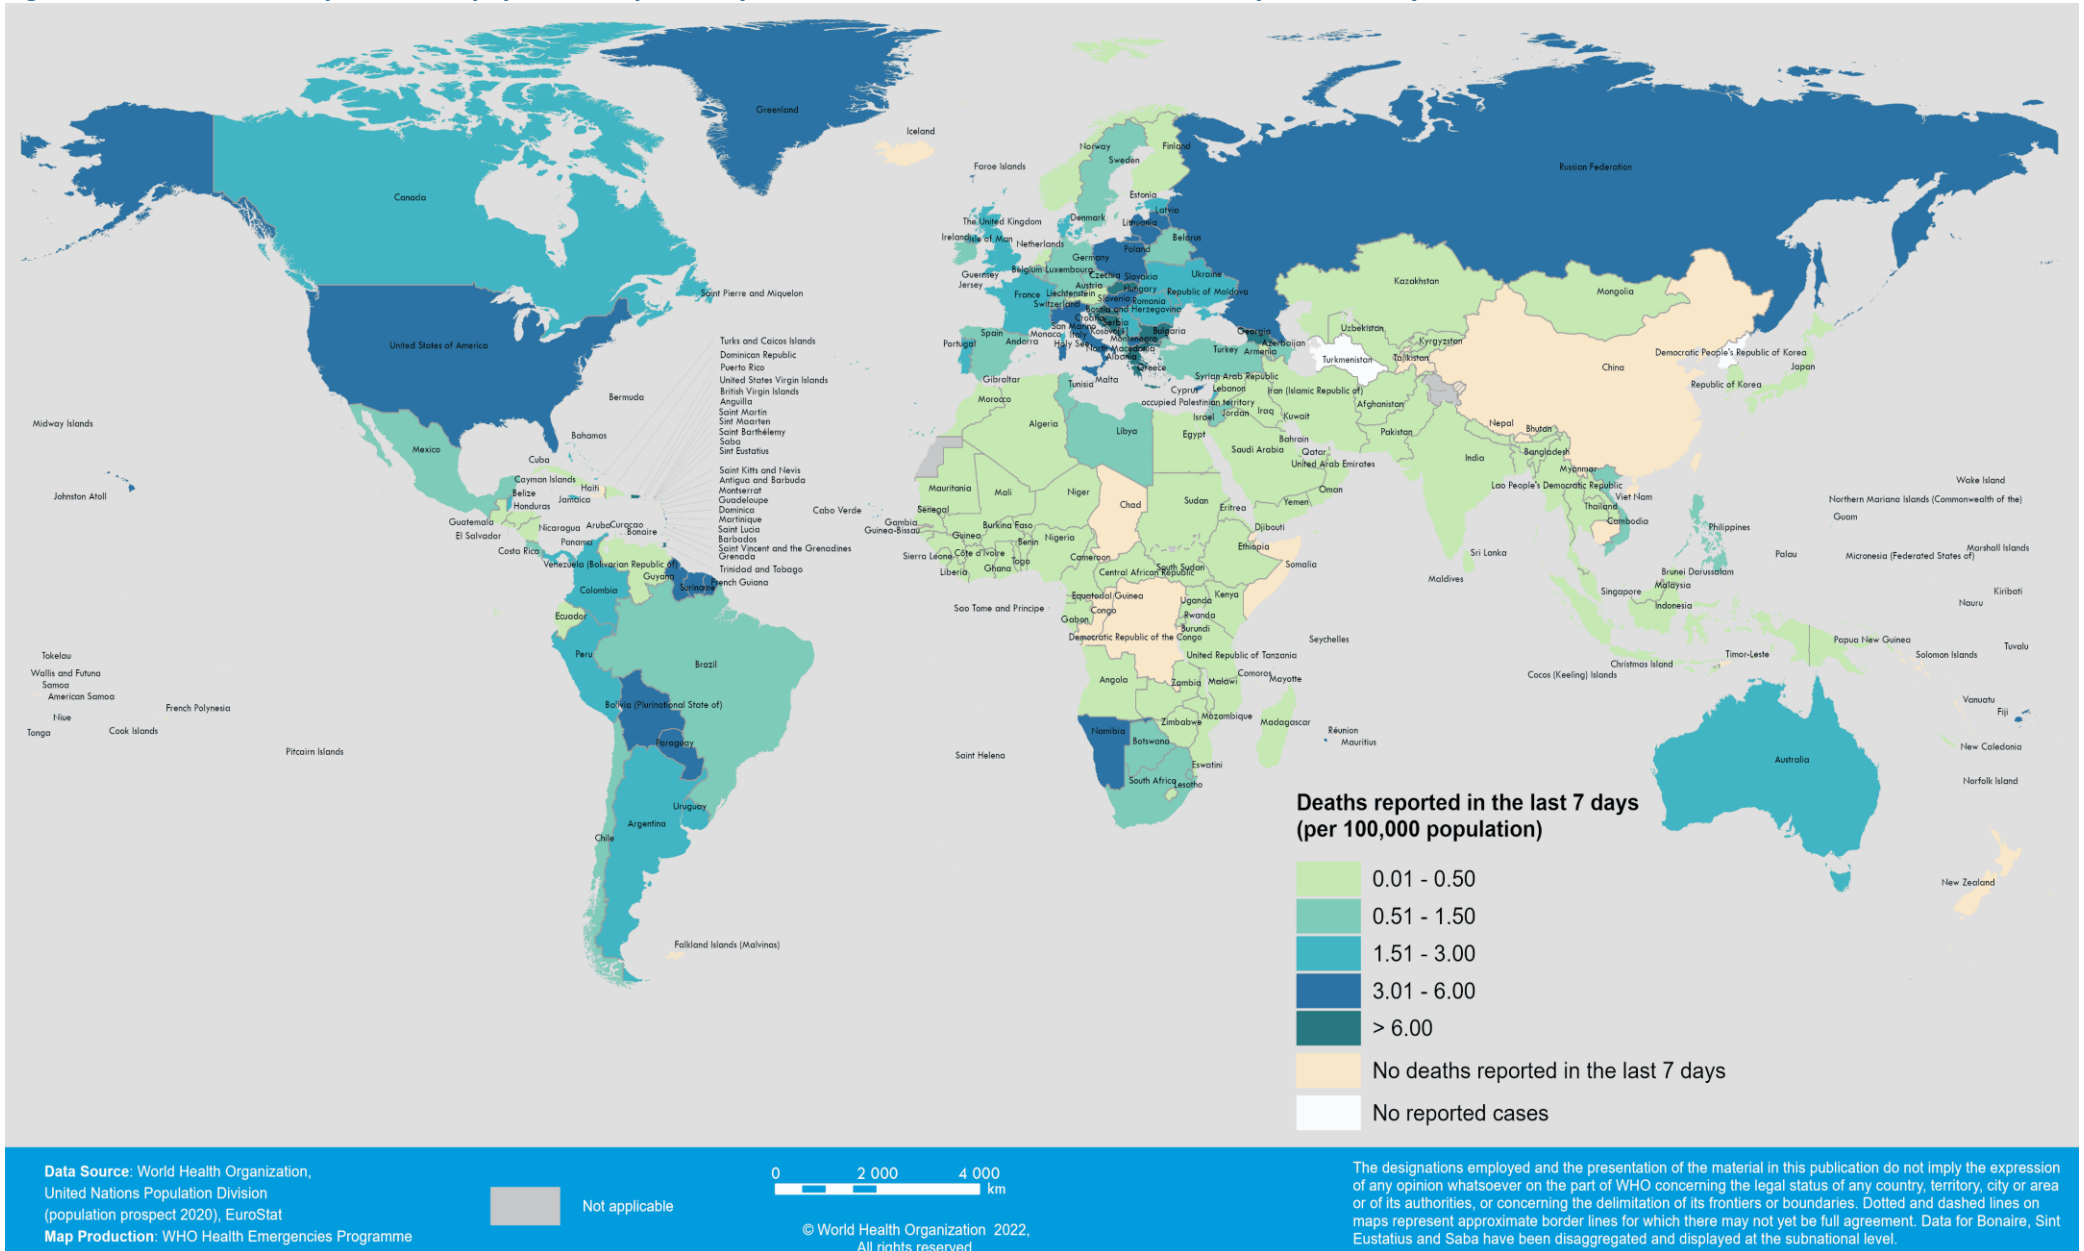 Greenland
Iceland
Faroe Islands
Norway
Sweden
Finland
Russian Federation
Canada
Estonia
Latvia
Denmark
Lithuania
The United Kingdom
Ireland
Isle of Man
Netherlands
Belarus
Poland
Germany
Belgium
Luxembourg
Guernsey
Jersey
Czechia
Slovakia
Ukraine
Austria
Hungary
France
Liechtenstein
Switzerland
Slovenia
Romania
Republic of Moldova
Bosnia and Herzegovina
Croatia
Serbia
San Marino
Monaco
Italy
Kosovo[1]
Bulgaria
Montenegro
Holy See
North Macedonia
Albania
Greece
Spain
Andorra
Portugal
Gibraltar
Georgia
Azerbaijan
Turkey
Armenia
Kazakhstan
Mongolia
Uzbekistan
Kyrgyzstan
Turkmenistan
Tajikistan
China
Democratic People's Republic of Korea
Japan
Republic of Korea
Saint Pierre and Miquelon
United States of America
Turks and Caicos Islands
Dominican Republic
Puerto Rico
United States Virgin Islands
British Virgin Islands
Anguilla
Saint Martin
Sint Maarten
Saint Barthélemy
Saba
Sint Eustatius
Saint Kitts and Nevis
Antigua and Barbuda
Montserrat
Guadeloupe
Dominica
Martinique
Saint Lucia
Barbados
Saint Vincent and the Grenadines
Grenada
Trinidad and Tobago
Bermuda
Midway Islands
Bahamas
Mexico
Cuba
Cayman Islands
Haiti
Belize
Jamaica
Honduras
Johnston Atoll
Guatemala
El Salvador
Nicaragua
Aruba
Curaçao
Bonaire
Costa Rica
Panama
Venezuela (Bolivarian Republic of)
Guyana
Suriname
French Guiana
Colombia
Ecuador
Peru
Brazil
Bolivia (Plurinational State of)
Paraguay
Uruguay
Argentina
Chile
Falkland Islands (Malvinas)
Tokelau
Wallis and Futuna
Samoa
American Samoa
Niue
Tonga
Cook Islands
French Polynesia
Pitcairn Islands
Tunisia
Malta
Cyprus
Syrian Arab Republic
Lebanon
occupied Palestinian territory
Israel
Jordan
Iraq
Iran (Islamic Republic of)
Kuwait
Afghanistan
Morocco
Algeria
Libya
Egypt
Bahrain
Qatar
Saudi Arabia
United Arab Emirates
Pakistan
Nepal
Bhutan
Bangladesh
India
Myanmar
Lao People's Democratic Republic
Viet Nam
Thailand
Cambodia
Philippines
Mauritania
Mali
Niger
Chad
Sudan
Eritrea
Yemen
Oman
Cabo Verde
Senegal
Gambia
Guinea-Bissau
Guinea
Burkina Faso
Benin
Nigeria
Djibouti
Ethiopia
Somalia
Sierra Leone
Côte d'Ivoire
Liberia
Ghana
Togo
Cameroon
Central African Republic
South Sudan
Sao Tome and Principe
Equatorial Guinea
Gabon
Congo
Uganda
Kenya
Rwanda
Burundi
Democratic Republic of the Congo
United Republic of Tanzania
Seychelles
Angola
Zambia
Malawi
Comoros
Mayotte
Namibia
Zimbabwe
Mozambique
Madagascar
Botswana
Réunion
Mauritius
Saint Helena
Eswatini
South Africa
Lesotho
Sri Lanka
Maldives
Brunei Darussalam
Malaysia
Singapore
Indonesia
Palau
Wake Island
Northern Mariana Islands (Commonwealth of the)
Guam
Marshall Islands
Micronesia (Federated States of)
Kiribati
Nauru
Papua New Guinea
Timor-Leste
Solomon Islands
Tuvalu
Christmas Island
Cocos (Keeling) Islands
Vanuatu
Fiji
New Caledonia
Australia
Norfolk Island
New Zealand
Deaths reported in the last 7 days
(per 100,000 population)
0.01 - 0.50
0.51 - 1.50
1.51 - 3.00
3.01 - 6.00
> 6.00
No deaths reported in the last 7 days
No reported cases
Data Source: World Health Organization,
United Nations Population Division
(population prospect 2020), EuroStat
Map Production: WHO Health Emergencies Programme
Not applicable
0 2 000 4 000
km
© World Health Organization 2022,
All rights reserved
The designations employed and the presentation of the material in this publication do not imply the expression
of any opinion whatsoever on the part of WHO concerning the legal status of any country, territory, city or area
or of its authorities, or concerning the delimitation of its frontiers or boundaries. Dotted and dashed lines on
maps represent approximate border lines for which there may not yet be full agreement. Data for Bonaire, Sint
Eustatius and Saba have been disaggregated and displayed at the subnational level.